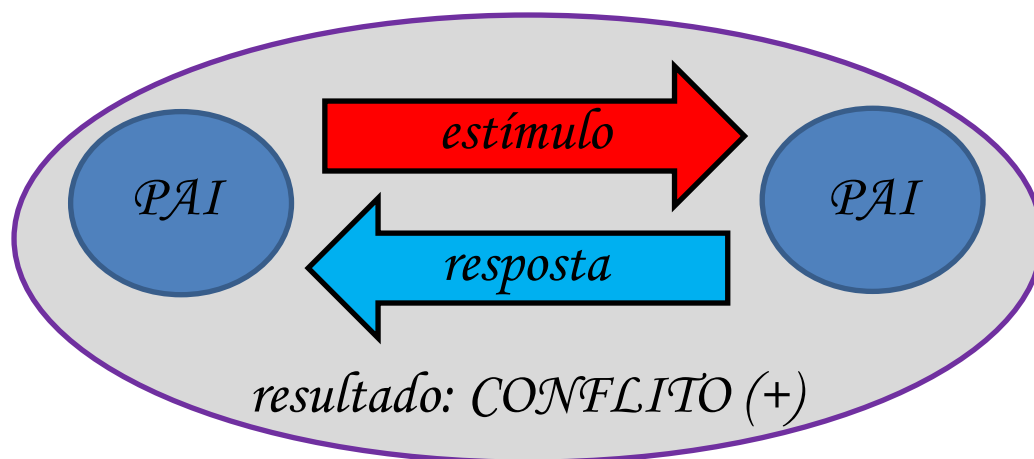 estímulo
PAI
PAI
resposta
resultado: CONFLITO (+)